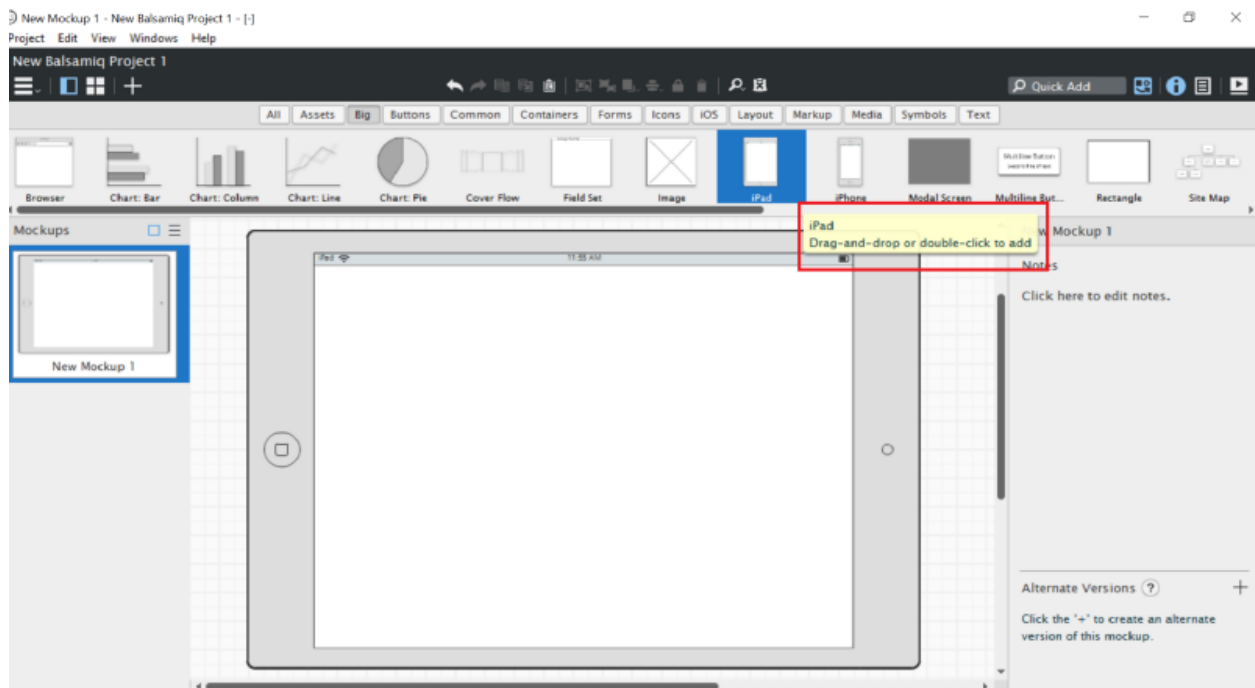 New Mockup 1 - New Balsamiq Project 1 - [-]
Project Edit View Windows Help
New Balsamiq Project 1
Quick Add
All Assets Big Buttons Common Containers Forms Icons iOS Layout Markup Media Symbols Text
Multiline Button
Browser Chart: Bar Chart: Column Chart: Line Chart: Pie Cover Flow Field Set Image iPad iPhone Modal Screen Multiline But... Rectangle Site Map
Mockups
iPad
Drag-and-drop or double-click to add
w Mockup 1
iPad 11:55 AM
Notes
Click here to edit notes.
New Mockup 1
Alternate Versions ?
Click the '+' to create an alternate
version of this mockup.